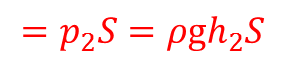 = p₂S = ρgh₂S